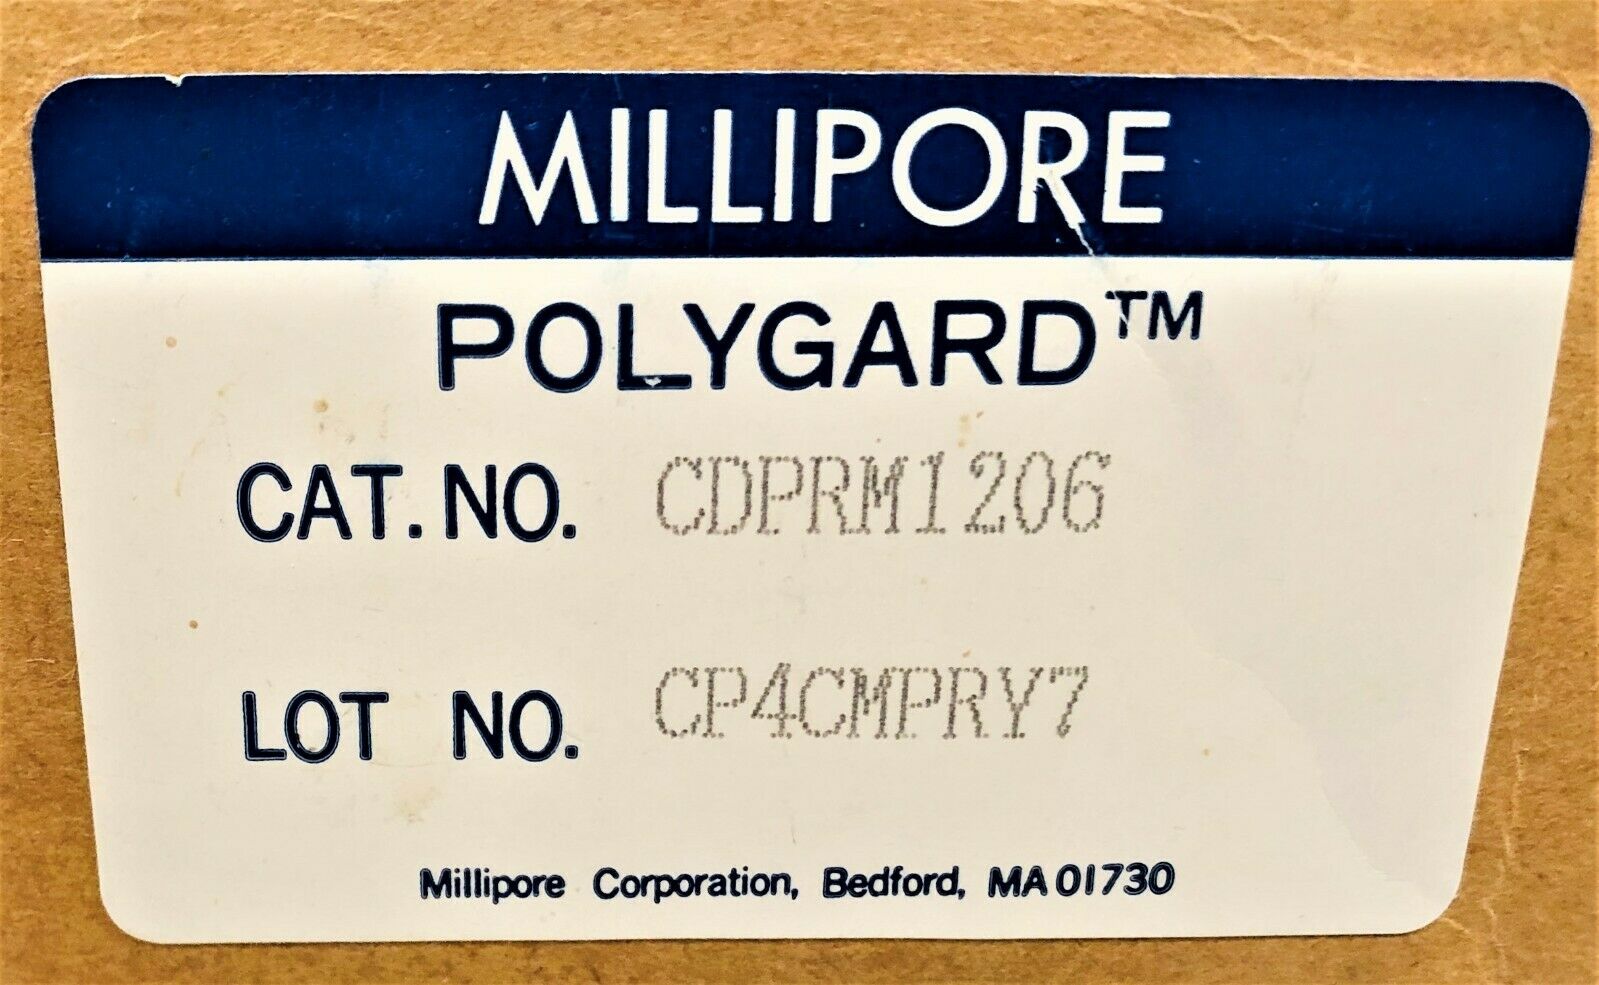 MILLIPORE
POLYGARD™
CAT. NO. CDPRM1206
LOT NO. CP4CMPRY7
Millipore Corporation, Bedford, MA 01730